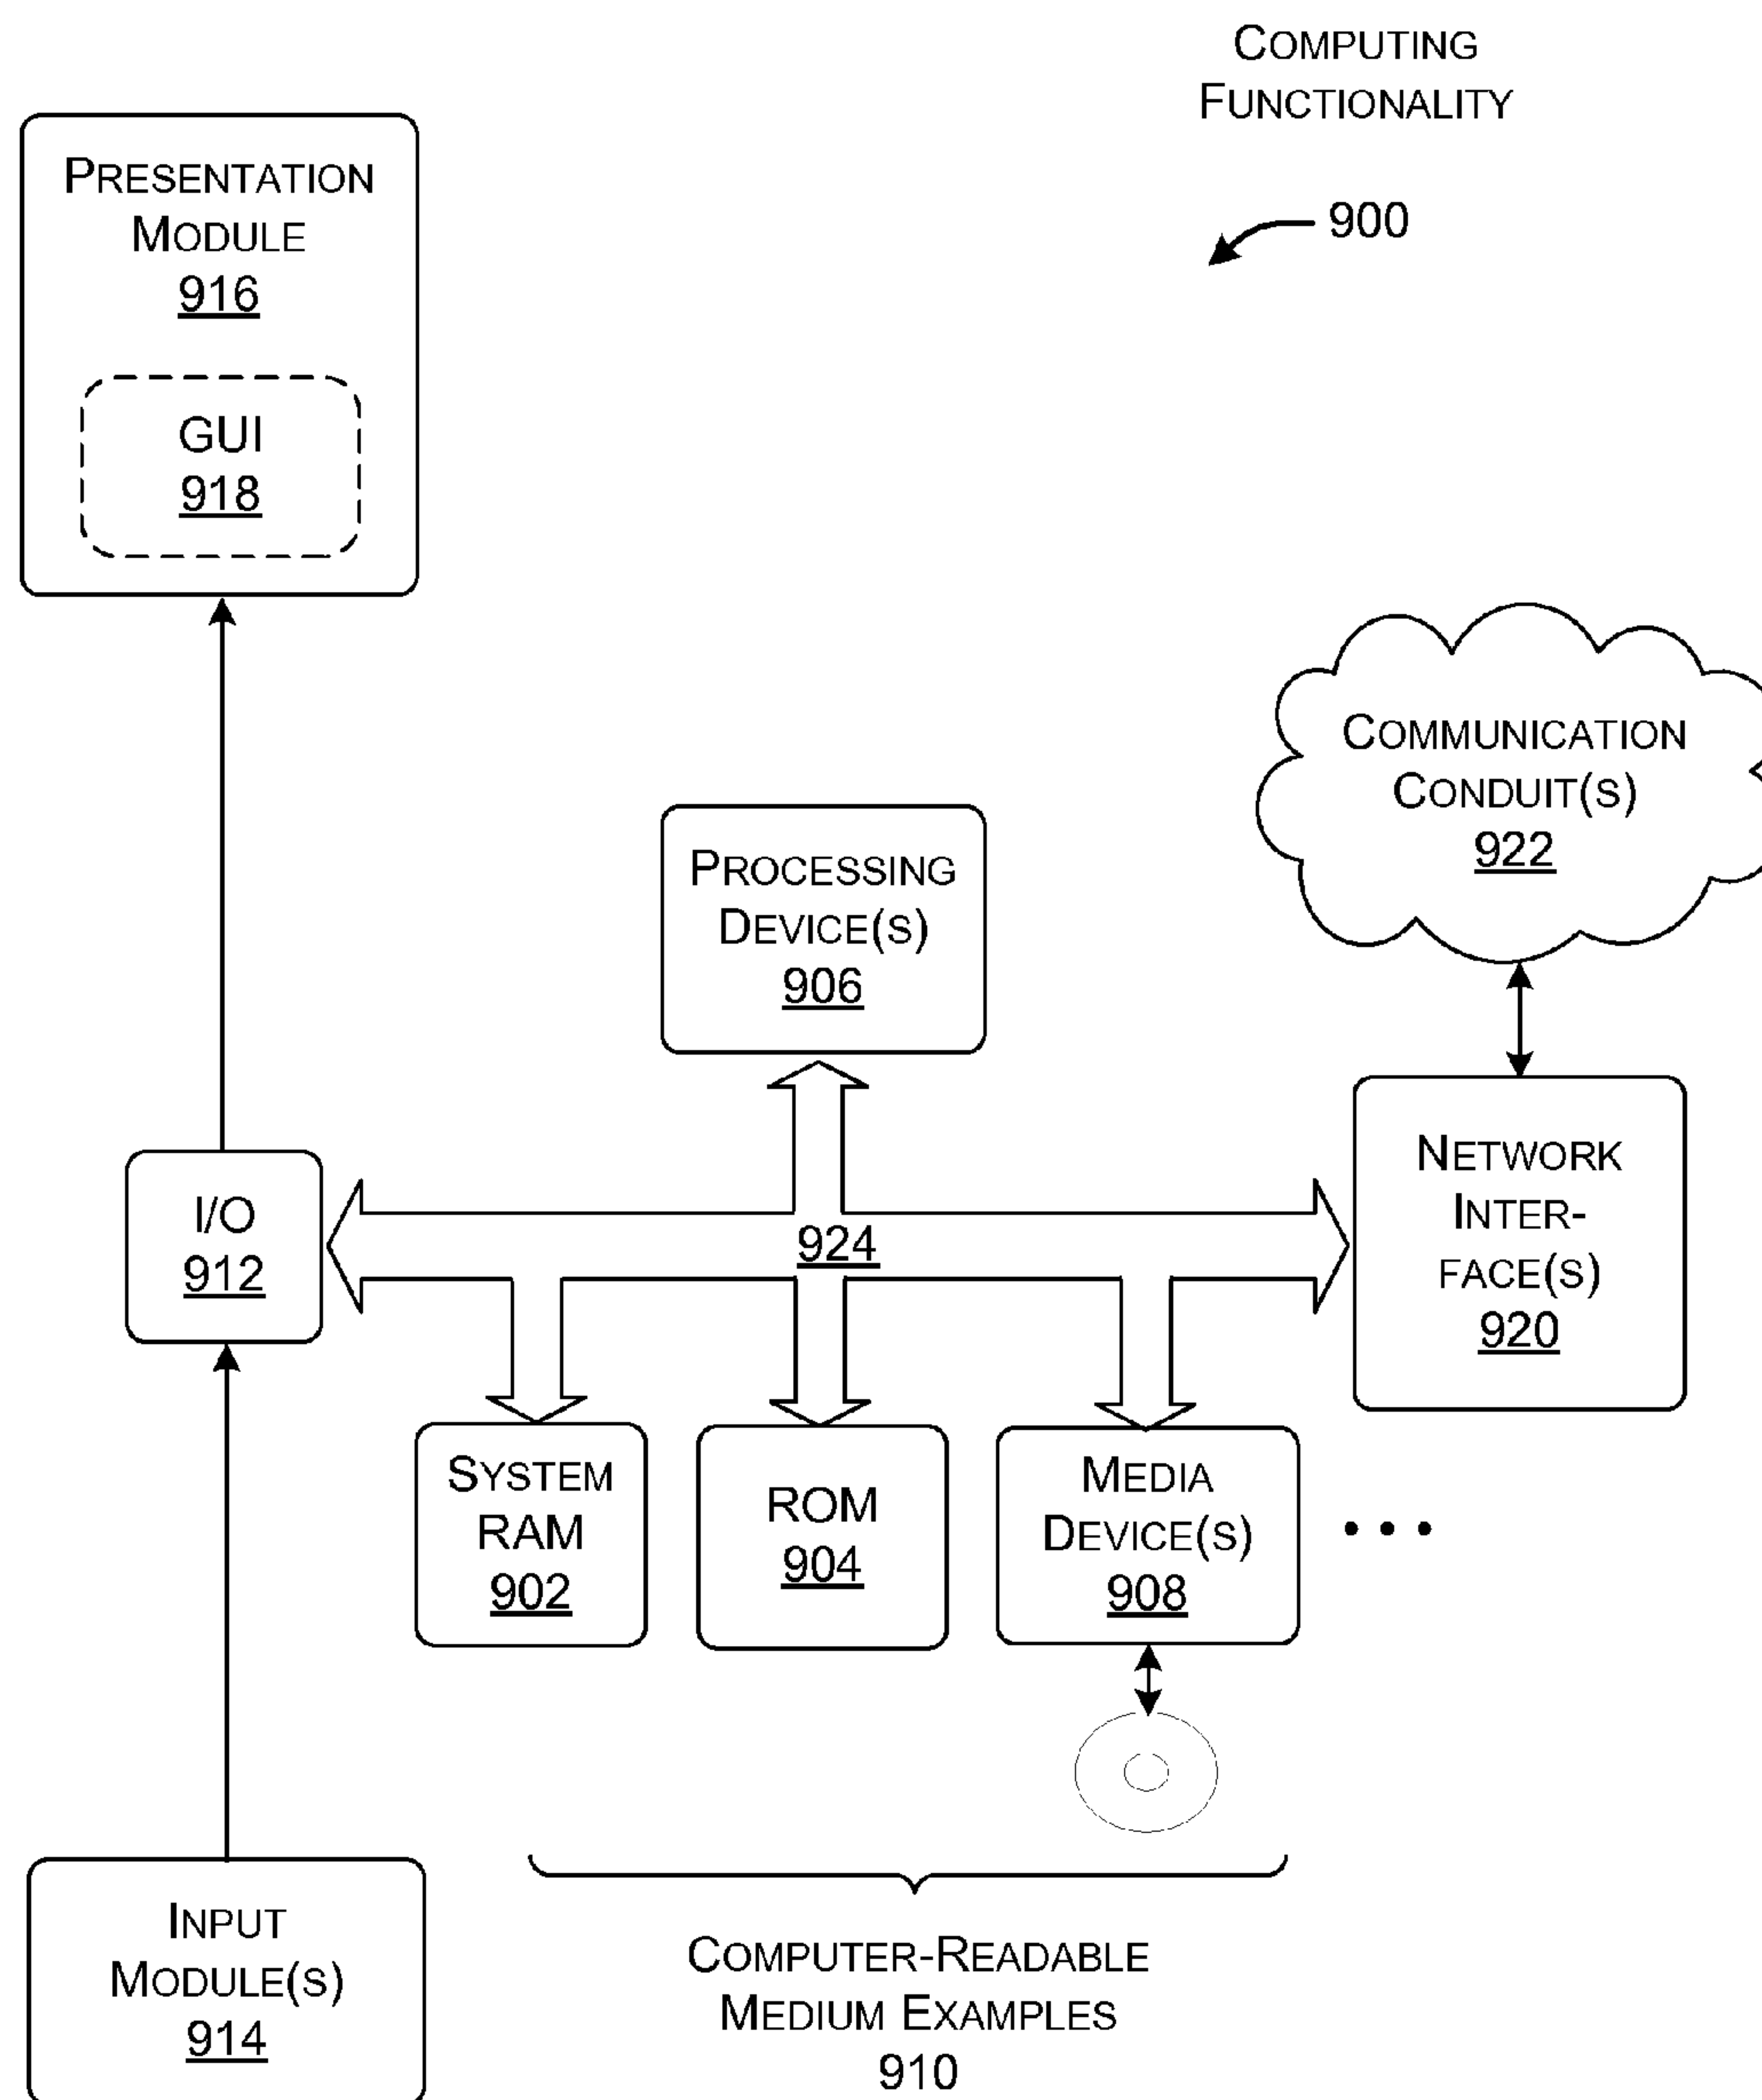 COMPUTING
FUNCTIONALITY
900
PRESENTATION
MODULE
916
GUI
918
COMMUNICATION
CONDUIT(S)
922
PROCESSING
DEVICE(S)
906
NETWORK
INTER-
FACE(S)
920
I/O
912
924
SYSTEM
RAM
902
ROM
904
MEDIA
DEVICE(S)
908
• • •
INPUT
MODULE(S)
914
COMPUTER-READABLE
MEDIUM EXAMPLES
910